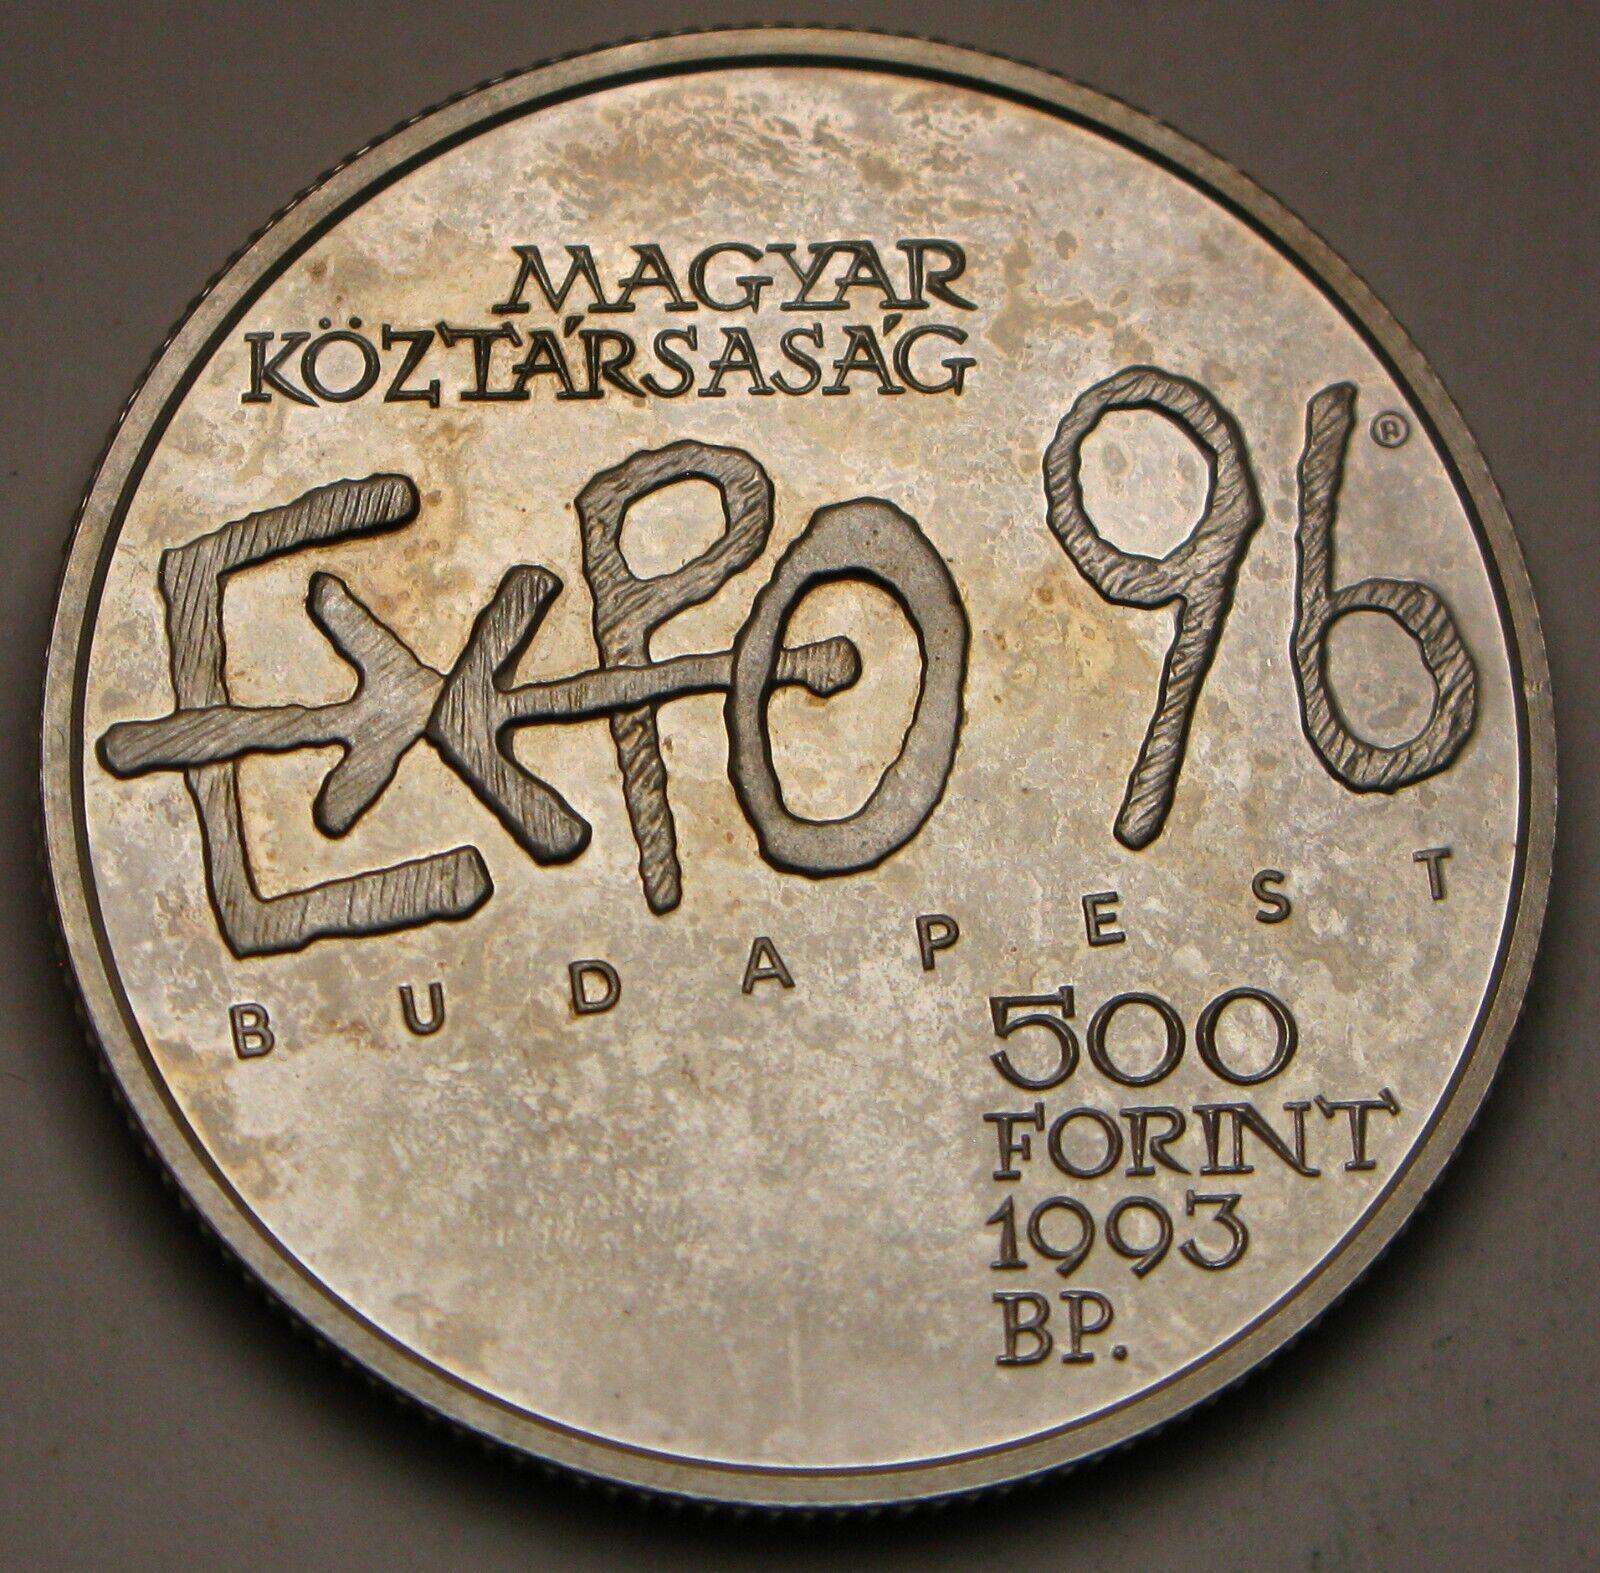 MAGYAR
KÖZTÁRSASÁG
EXPO 96 ®
BUDAPEST
500
FORINT
1993
BP.